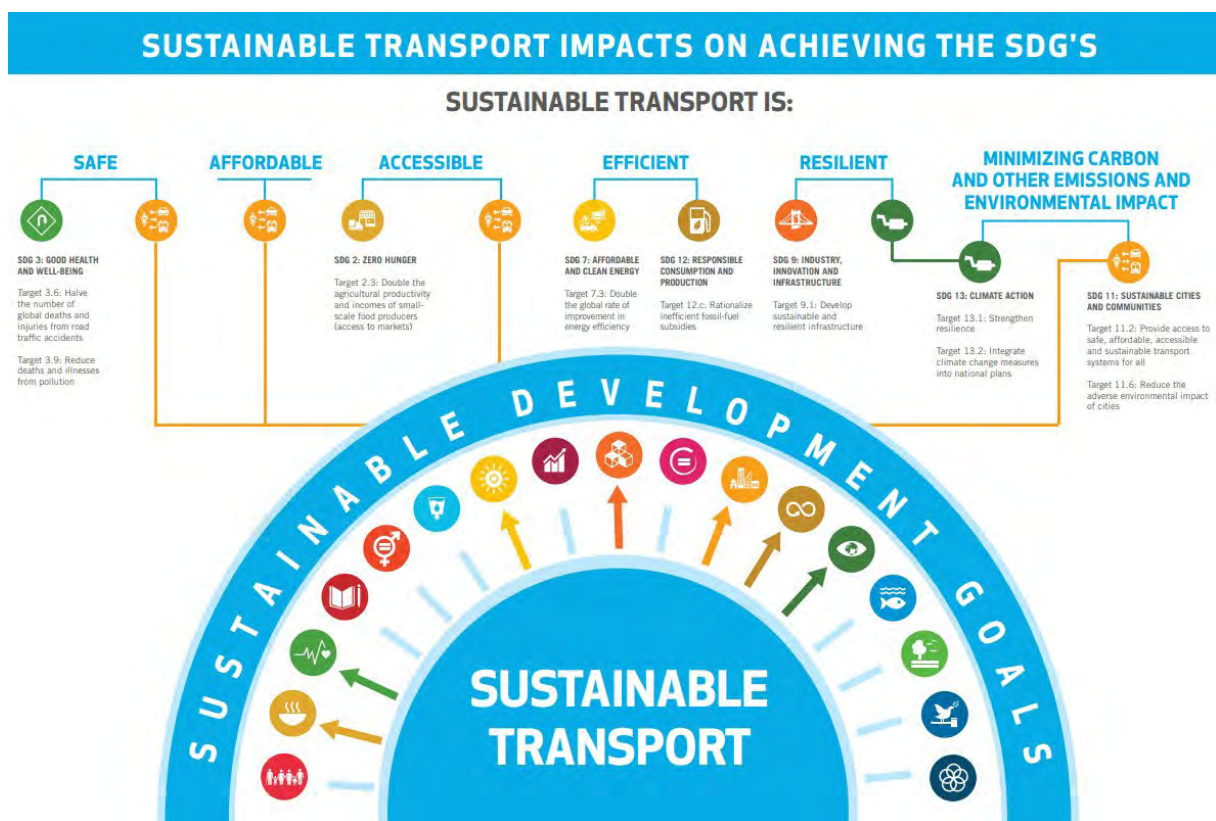 SUSTAINABLE TRANSPORT IMPACTS ON ACHIEVING THE SDG'S
SUSTAINABLE TRANSPORT IS:
SAFE
AFFORDABLE
ACCESSIBLE
EFFICIENT
RESILIENT
MINIMIZING CARBON
AND OTHER EMISSIONS AND
ENVIRONMENTAL IMPACT
SDG 3: GOOD HEALTH
AND WELL-BEING
Target 3.6: Halve
the number of
global deaths and
injuries from road
traffic accidents
Target 3.9: Reduce
deaths and illnesses
from pollution
SDG 2: ZERO HUNGER
Target 2.3: Double the
agricultural productivity
and incomes of small-
scale food producers
(access to markets)
SDG 7: AFFORDABLE
AND CLEAN ENERGY
Target 7.3: Double
the global rate of
improvement in
energy efficiency
SDG 12: RESPONSIBLE
CONSUMPTION AND
PRODUCTION
Target 12.c: Rationalize
inefficient fossil-fuel
subsidies
SDG 9: INDUSTRY,
INNOVATION AND
INFRASTRUCTURE
Target 9.1: Develop
sustainable and
resilient infrastructure
SDG 13: CLIMATE ACTION
Target 13.1: Strengthen
resilience
Target 13.2: Integrate
climate change measures
into national plans
SDG 11: SUSTAINABLE CITIES
AND COMMUNITIES
Target 11.2: Provide access to
safe, affordable, accessible
and sustainable transport
systems for all
Target 11.6: Reduce the
adverse environmental impact
of cities
SUSTAINABLE DEVELOPMENT GOALS
SUSTAINABLE
TRANSPORT